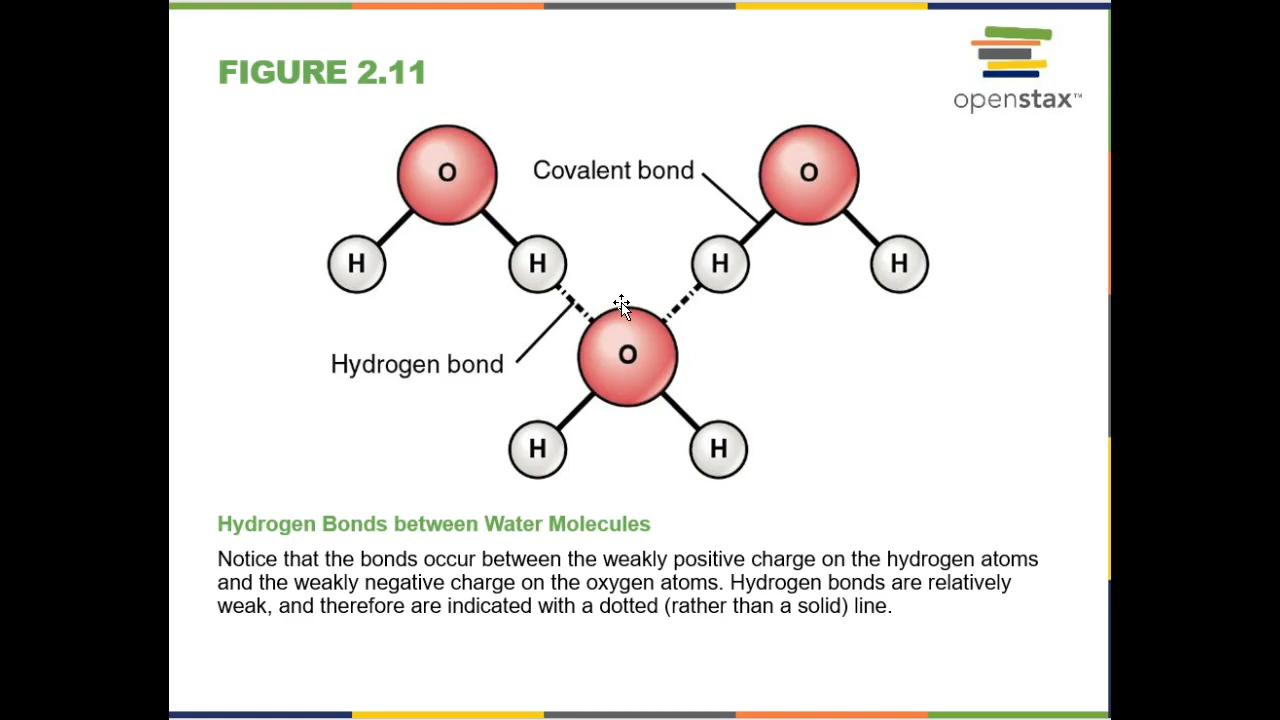 FIGURE 2.11
openstax™
O
Covalent bond
O
H
H
H
H
Hydrogen bond
O
H
H
Hydrogen Bonds between Water Molecules
Notice that the bonds occur between the weakly positive charge on the hydrogen atoms
and the weakly negative charge on the oxygen atoms. Hydrogen bonds are relatively
weak, and therefore are indicated with a dotted (rather than a solid) line.